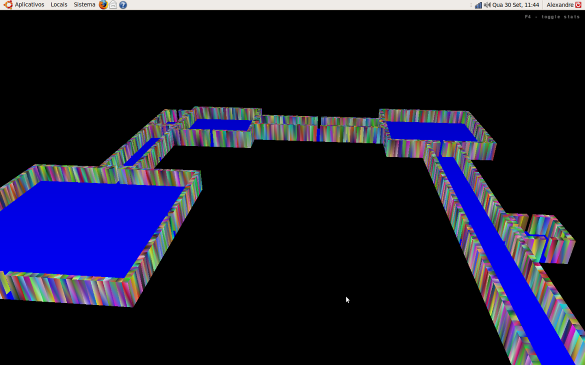 Aplicativos Locais Sistema Qua 30 Set, 11:44 Alexandre
F4 : toggle stats